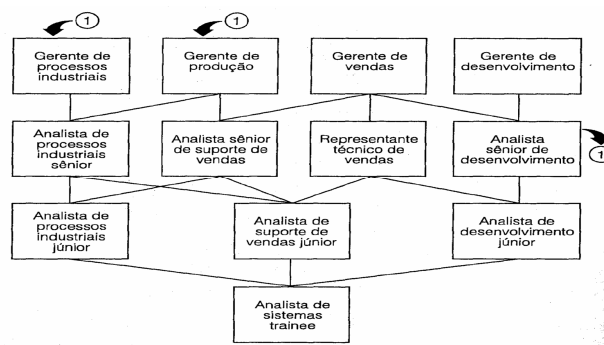 1
1
Gerente de
processos
industriais
Gerente de
produção
Gerente de
vendas
Gerente de
desenvolvimento
Analista de
processos
industriais
sênior
Analista sênior
de suporte de
vendas
Representante
técnico de
vendas
Analista
sênior de
desenvolvimento
1
Analista de
processos
industriais
júnior
Analista de
suporte de
vendas júnior
Analista de
desenvolvimento
júnior
Analista de
sistemas
trainee